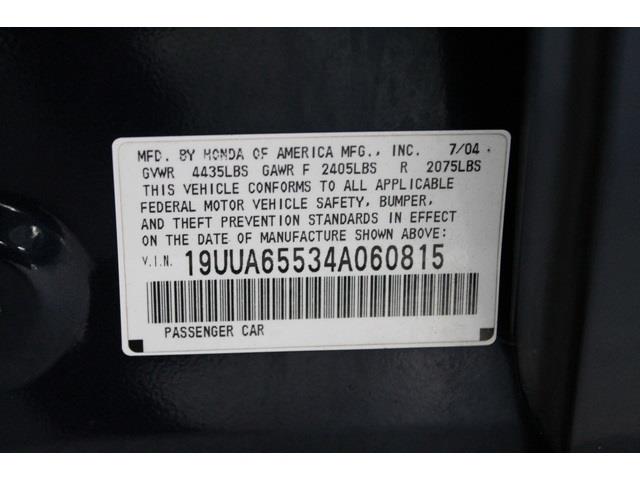 MFD. BY HONDA OF AMERICA MFG., INC. 7/04
GVWR 4435LBS GAWR F 2405LBS R 2075LBS
THIS VEHICLE CONFORMS TO ALL APPLICABLE
FEDERAL MOTOR VEHICLE SAFETY, BUMPER,
AND THEFT PREVENTION STANDARDS IN EFFECT
ON THE DATE OF MANUFACTURE SHOWN ABOVE:
V.I.N. 19UUA65534A060815
PASSENGER CAR